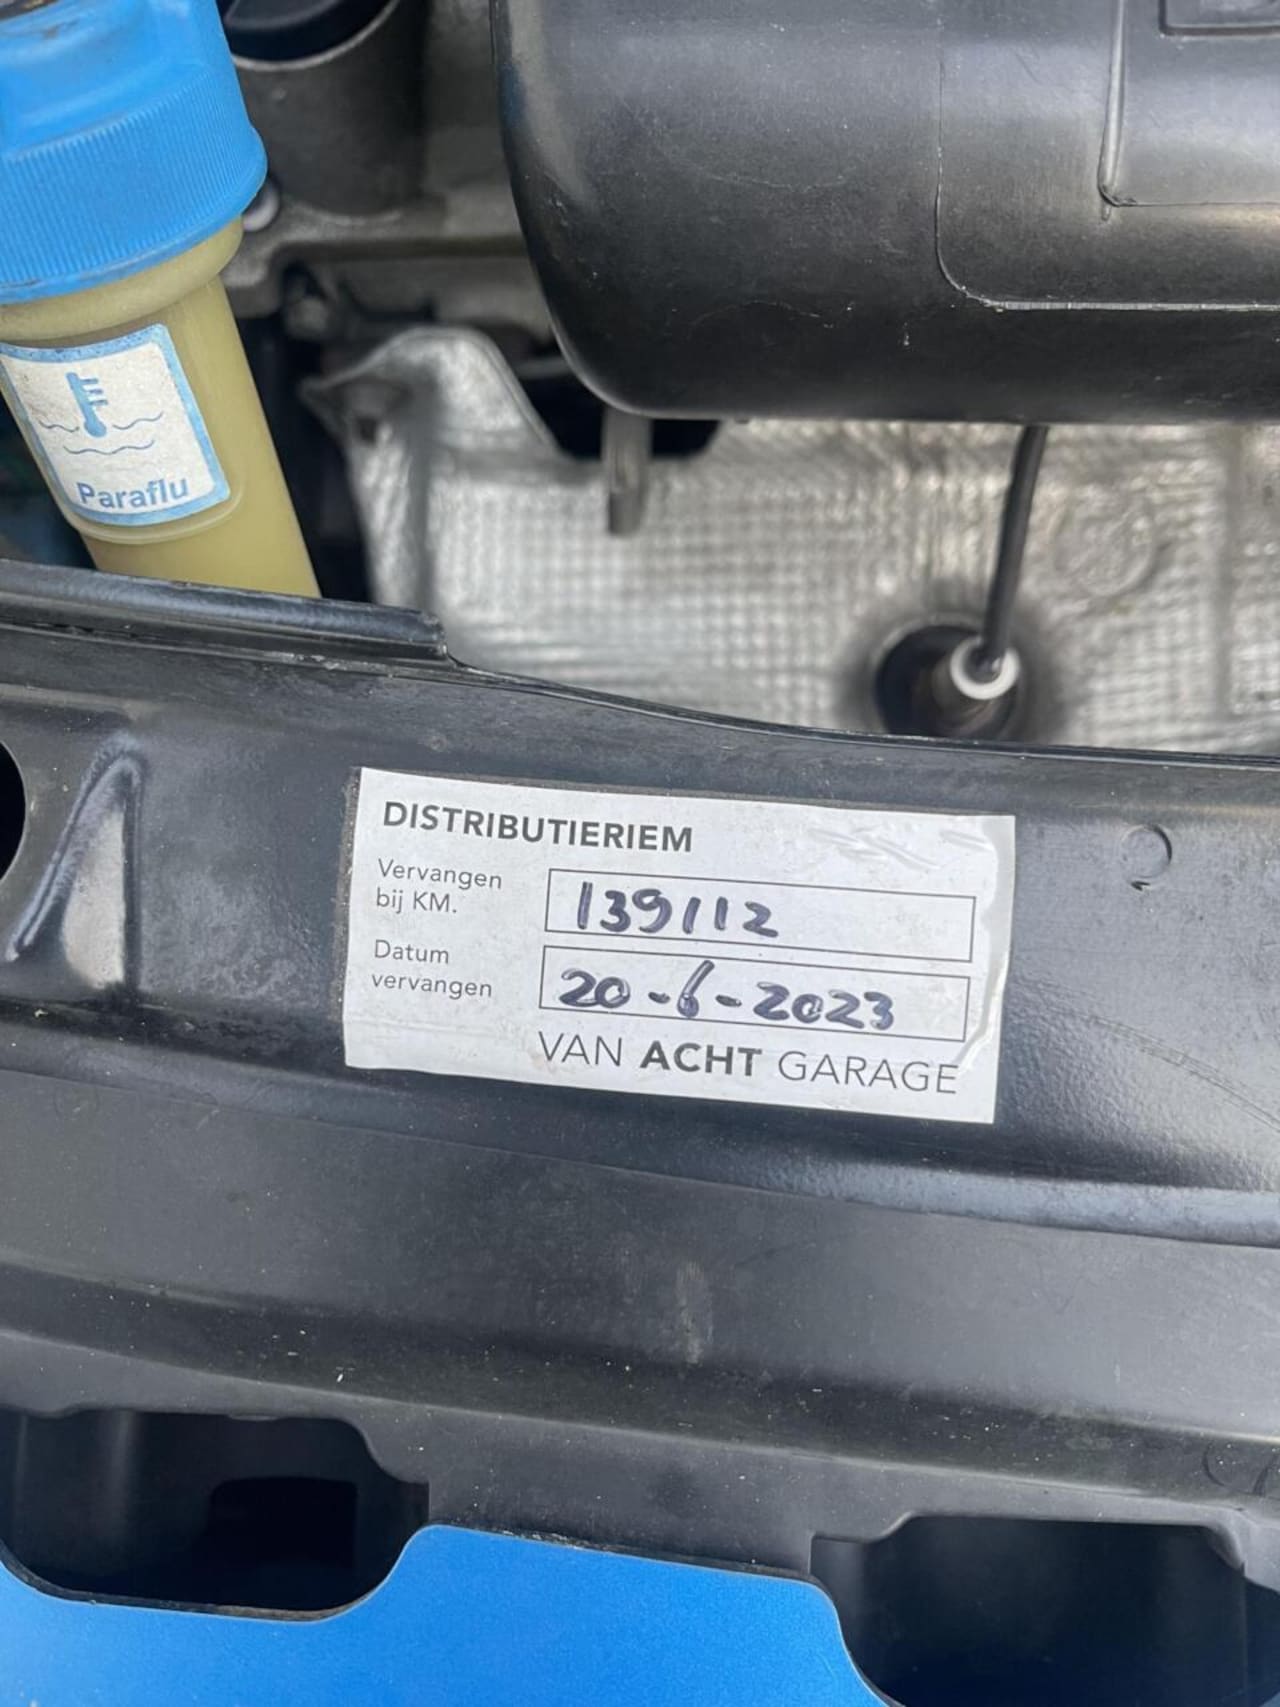 Paraflu
DISTRIBUTIERIEM
Vervangen
bij KM.
139112
Datum
vervangen
20-6-2023
VAN ACHT GARAGE